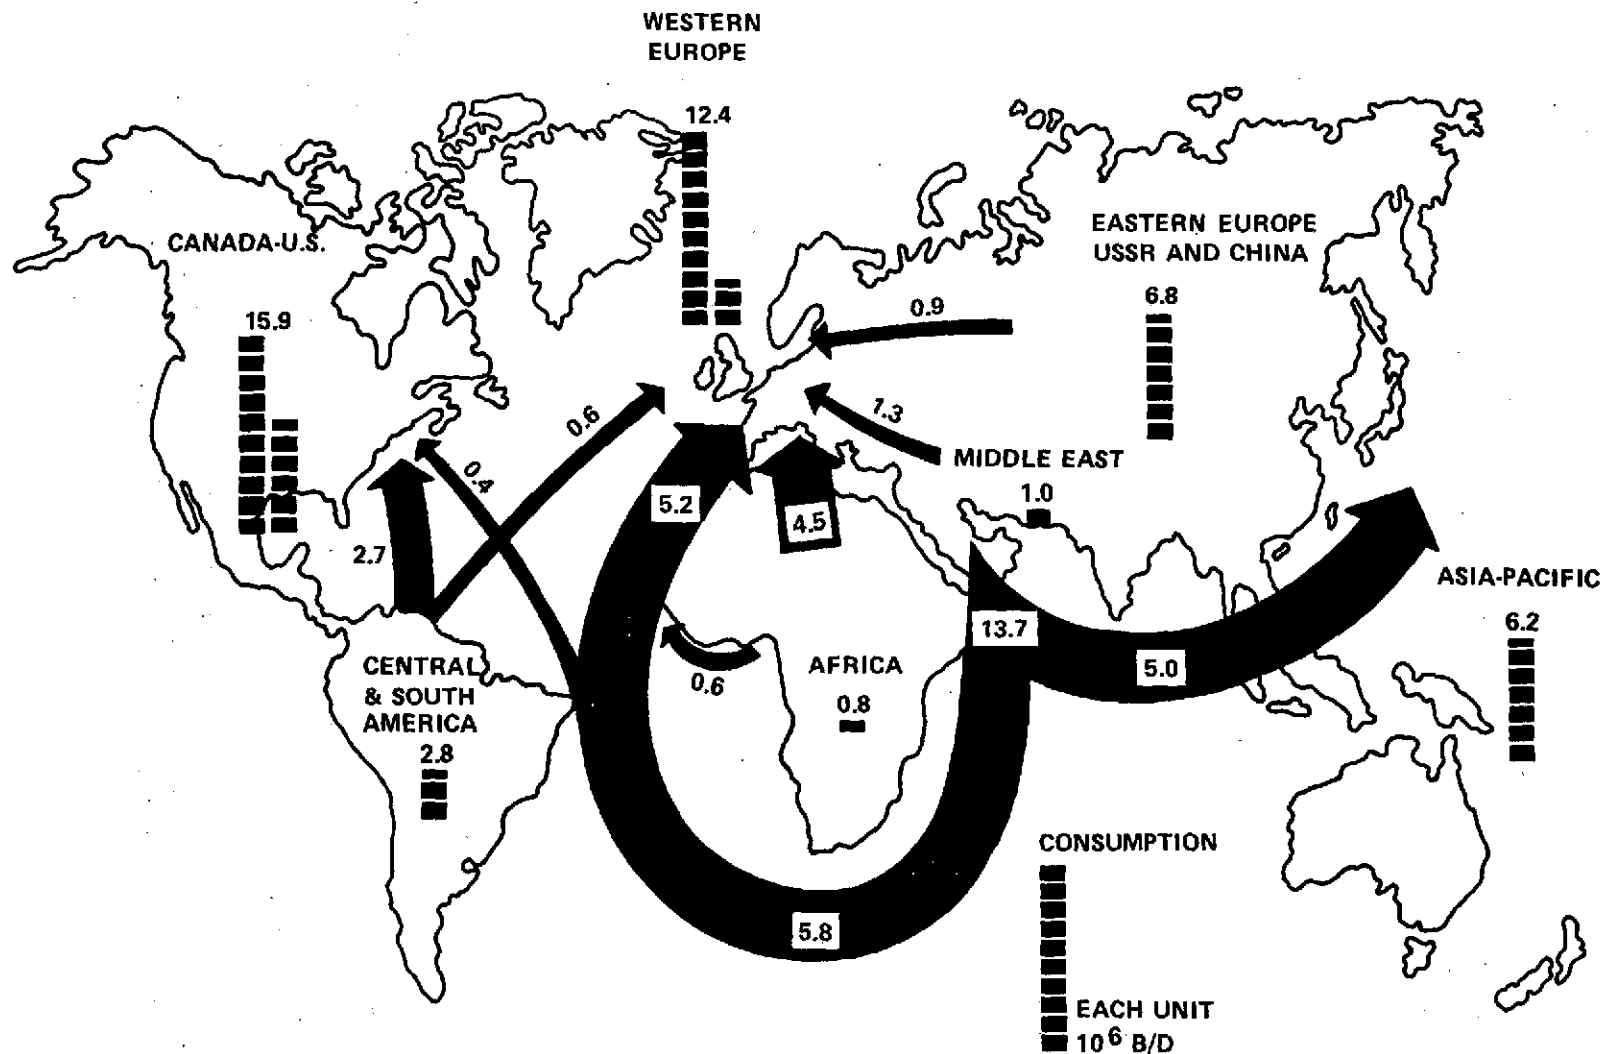 WESTERN
EUROPE
12.4
CANADA-U.S.
15.9
EASTERN EUROPE
USSR AND CHINA
6.8
0.9
0.6
0.4
1.3
MIDDLE EAST
1.0
5.2
4.5
2.7
ASIA-PACIFIC
6.2
13.7
5.0
CENTRAL
& SOUTH
AMERICA
2.8
0.6
AFRICA
0.8
5.8
CONSUMPTION
EACH UNIT
10⁶ B/D